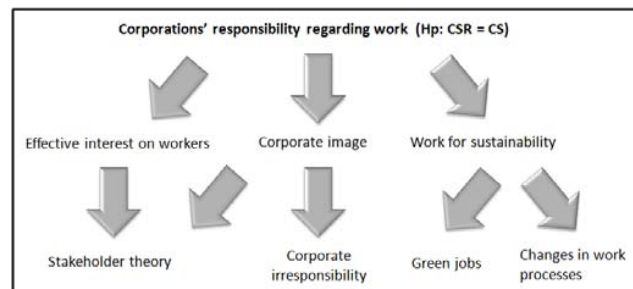 Corporations' responsibility regarding work (Hp: CSR = CS)
Effective interest on workers
Corporate image
Work for sustainability
Stakeholder theory
Corporate
irresponsibility
Green jobs
Changes in work
processes